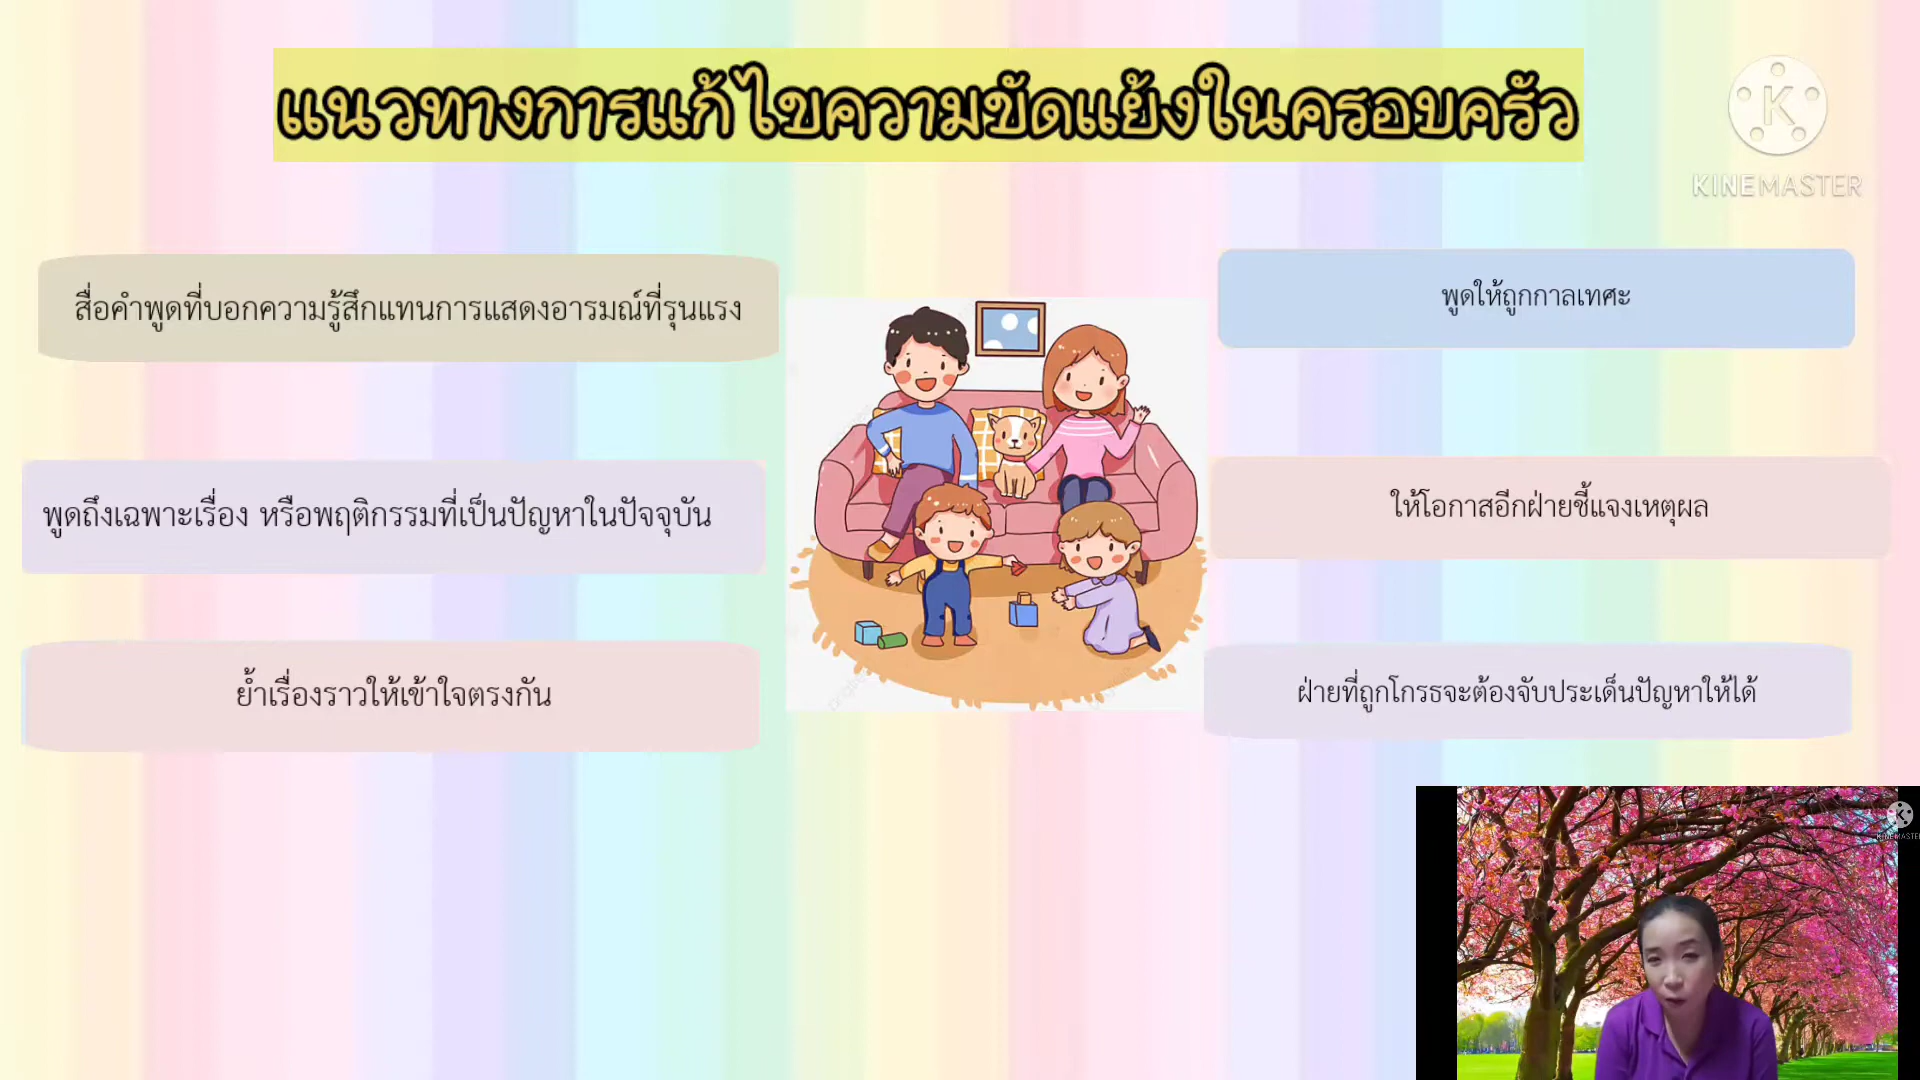 แนวทางการแก้ไขความขัดแย้งในครอบครัว
KINEMASTER
สื่อคำพูดที่บอกความรู้สึกแทนการแสดงอารมณ์ที่รุนแรง
พูดให้ถูกกาลเทศะ
พูดถึงเฉพาะเรื่อง หรือพฤติกรรมที่เป็นปัญหาในปัจจุบัน
ให้โอกาสอีกฝ่ายชี้แจงเหตุผล
ย้ำเรื่องราวให้เข้าใจตรงกัน
ฝ่ายที่ถูกโกรธจะต้องจับประเด็นปัญหาให้ได้
KINEMASTER